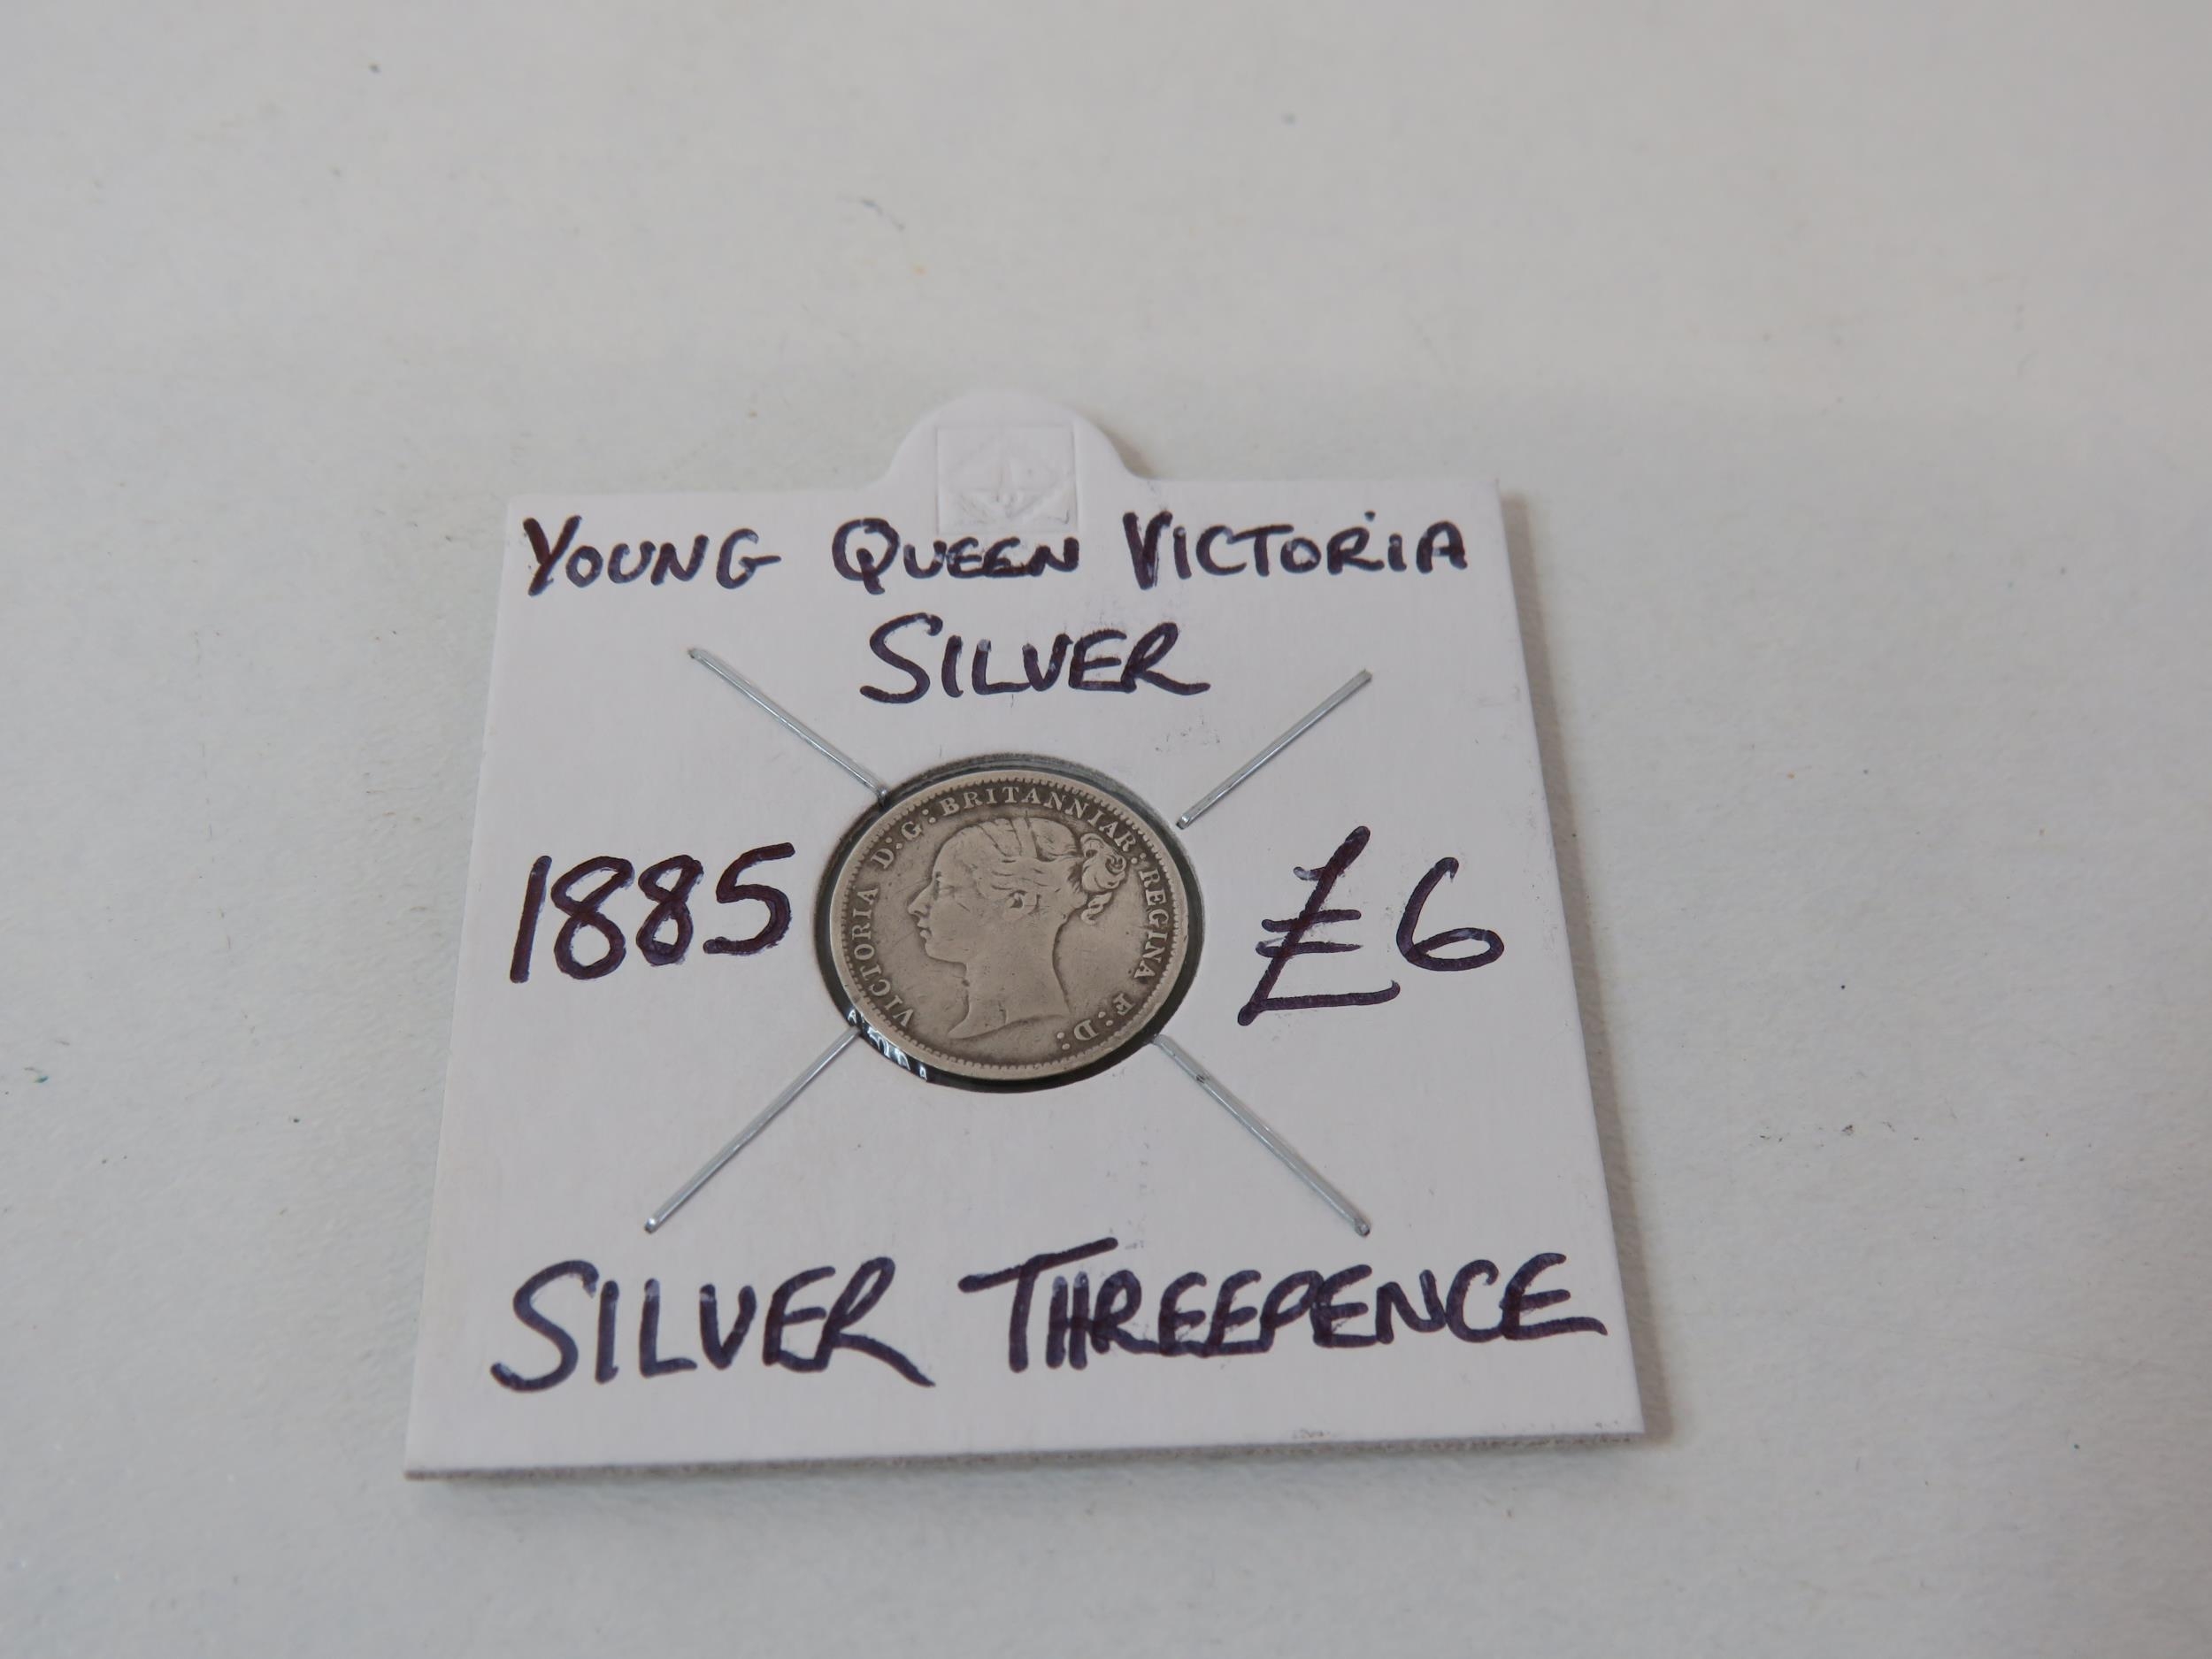 YOUNG QUEEN VICTORIA
SILVER
1885
VICTORIA D:G: BRITANNIAR: REGINA F:D:
£6
SILVER THREEPENCE